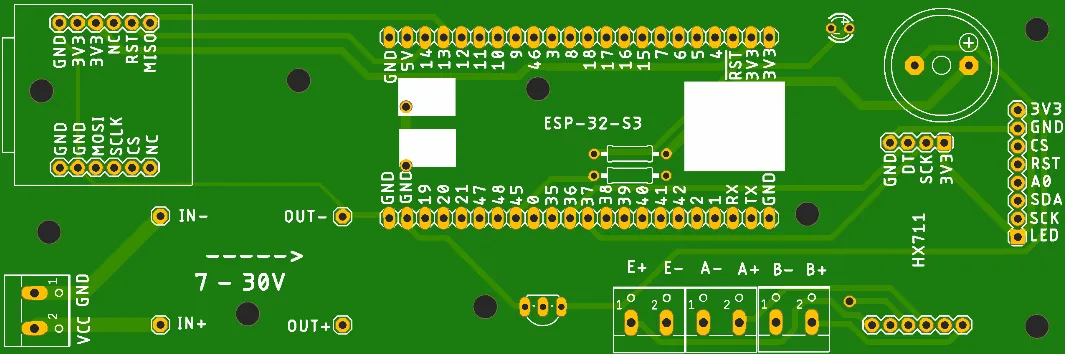 GND
3V3
3V3
NC
RST
MISO
GND
GND
MOSI
SCLK
CS
NC
GND
5V
14
13
12
11
10
9
46
3
8
18
17
16
15
7
6
5
4
RST
3V3
3V3
+
+
ESP-32-S3
GND
GND
19
20
21
47
48
45
0
35
36
37
38
39
40
41
42
2
1
RX
TX
GND
GND
DT
SCK
3V3
3V3
GND
CS
RST
A0
SDA
SCK
LED
HX711
IN-
OUT-
----->
7 - 30V
IN+
OUT+
1
2
GND
VCC
E+ E- A- A+ B- B+
1 2 1 2 1 2